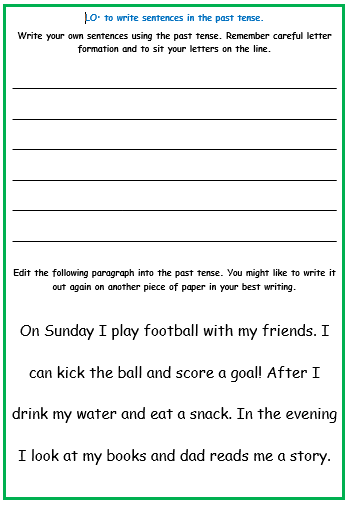 LO• to write sentences in the past tense.
Write your own sentences using the past tense. Remember careful letter
formation and to sit your letters on the line.
Edit the following paragraph into the past tense. You might like to write it
out again on another piece of paper in your best writing.
On Sunday I play football with my friends. I
can kick the ball and score a goal! After I
drink my water and eat a snack. In the evening
I look at my books and dad reads me a story.